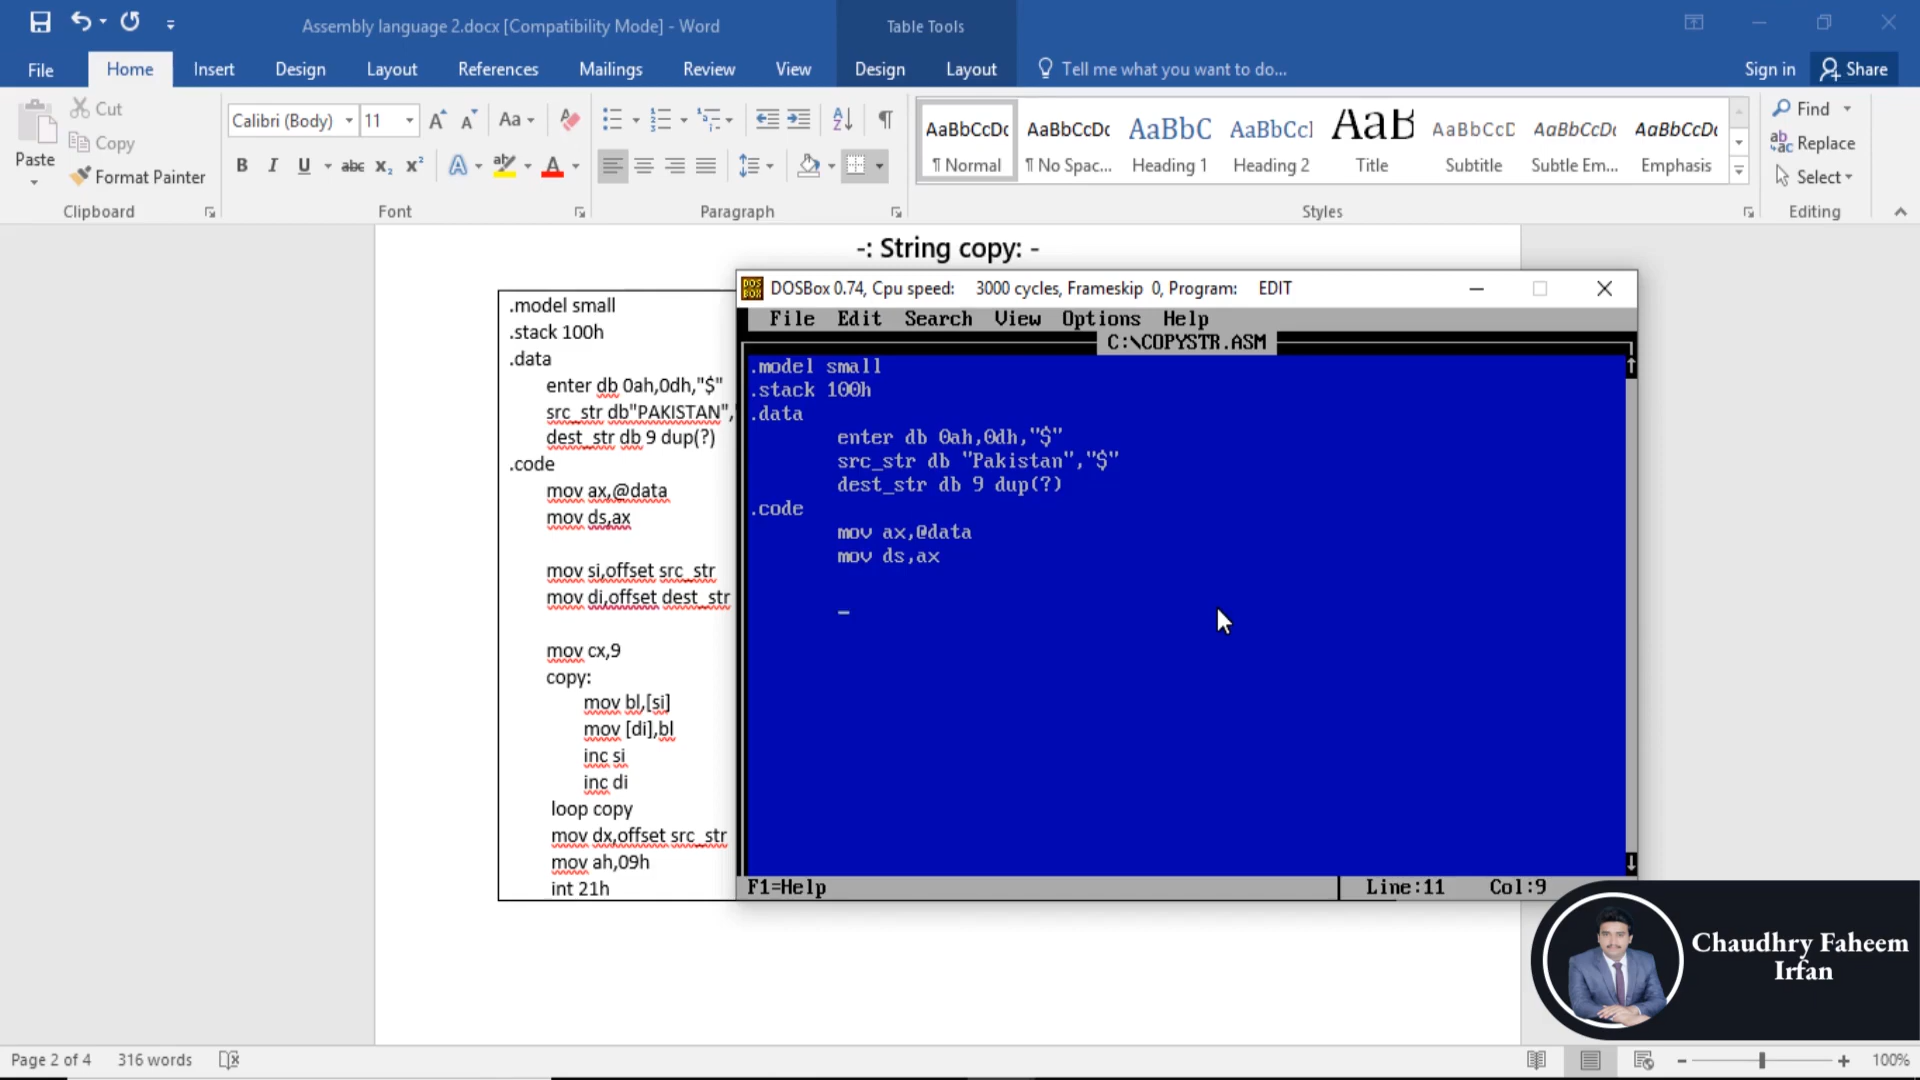 Assembly language 2.docx [Compatibility Mode] - Word
Table Tools
File Home Insert Design Layout References Mailings Review View Design Layout Tell me what you want to do... Sign in Share
Paste
Cut
Copy
Format Painter
Clipboard
Calibri (Body) 11 Aa
B I U abc X₂ X² A ab A
Font
Paragraph
AaBbCcDc AaBbCcDc AaBbC AaBbCcI AaB AaBbCcD AaBbCcDc AaBbCcDc
¶ Normal ¶ No Spac... Heading 1 Heading 2 Title Subtitle Subtle Em... Emphasis
Styles
Find
Replace
Select
Editing
-: String copy: -
.model small
.stack 100h
.data
enter db 0ah,0dh,"$"
src_str db"PAKISTAN",
dest_str db 9 dup(?)
.code
mov ax,@data
mov ds,ax
mov si,offset src_str
mov di,offset dest_str
mov cx,9
copy:
mov bl,[si]
mov [di],bl
inc si
inc di
loop copy
mov dx,offset src_str
mov ah,09h
int 21h
DOSBox 0.74, Cpu speed: 3000 cycles, Frameskip 0, Program: EDIT
File Edit Search View Options Help
C:\COPYSTR.ASM
.model small
.stack 100h
.data
enter db 0ah,0dh,"$"
src_str db "Pakistan","$"
dest_str db 9 dup(?)
.code
mov ax,@data
mov ds,ax
F1=Help Line:11 Col:9
Chaudhry Faheem
Irfan
Page 2 of 4 316 words 100%